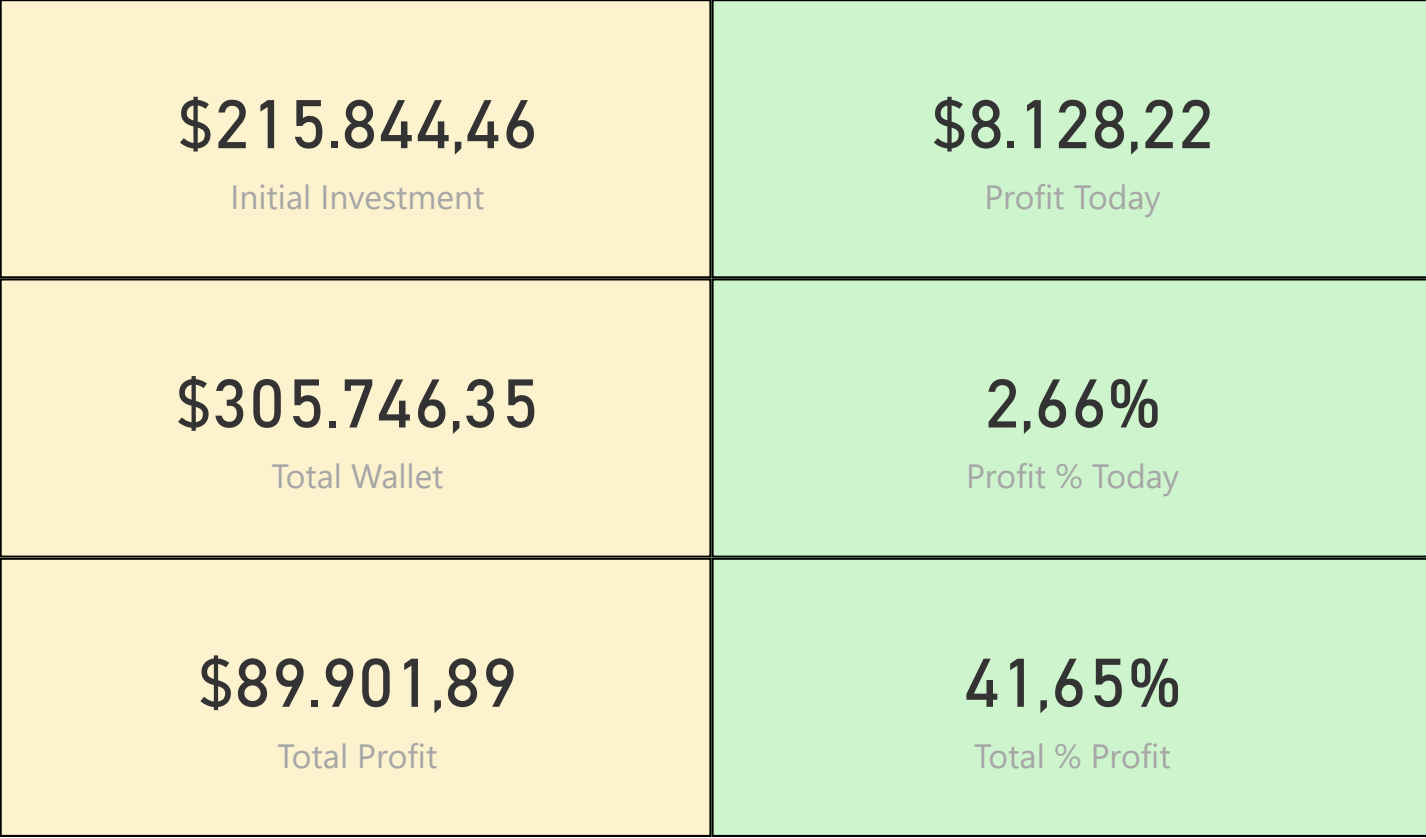 $215.844,46
Initial Investment
$8.128,22
Profit Today
$305.746,35
Total Wallet
2,66%
Profit % Today
$89.901,89
Total Profit
41,65%
Total % Profit